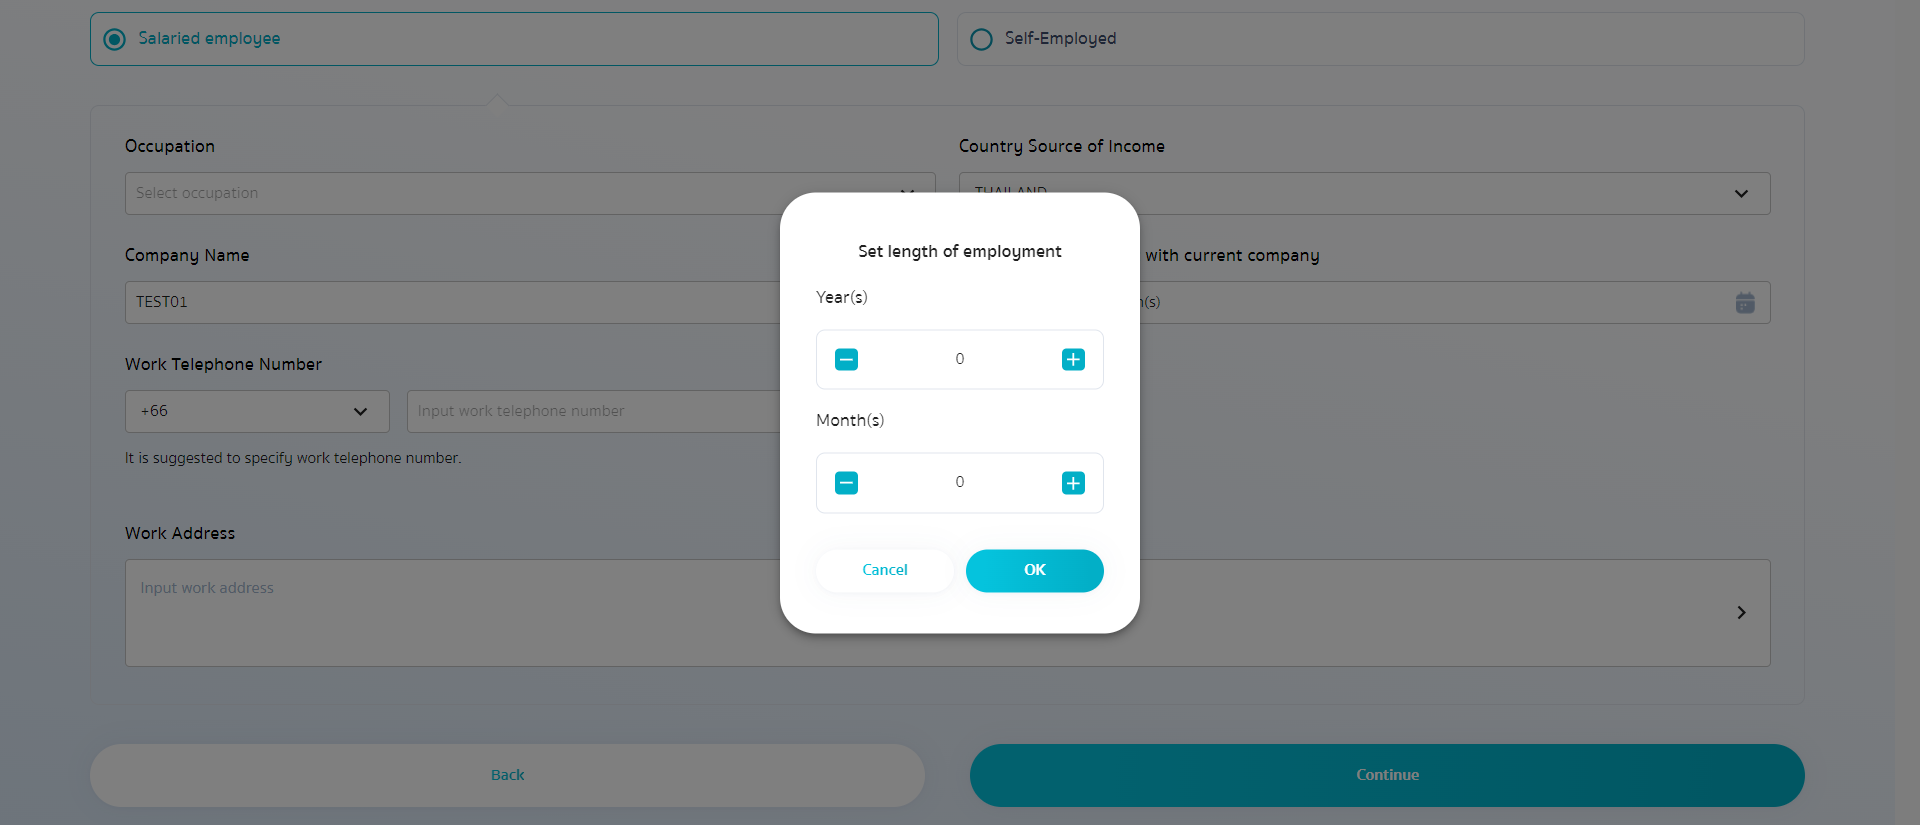 Salaried employee
Self-Employed
Occupation
Country Source of Income
Select occupation
THAILAND
Set length of employment
Company Name
with current company
Year(s)
TEST01
(s)
0
Work Telephone Number
+66
Input work telephone number
Month(s)
It is suggested to specify work telephone number.
0
Work Address
Cancel
OK
Input work address
Back
Continue